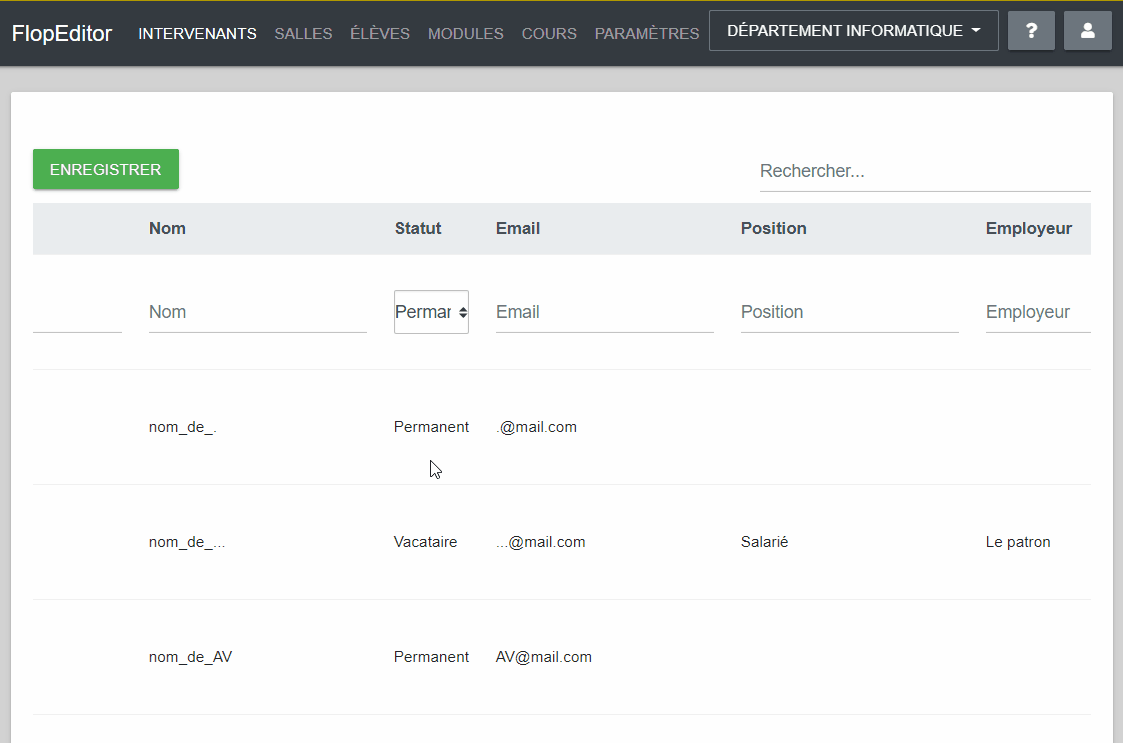 FlopEditor INTERVENANTS SALLES ÉLÈVES MODULES COURS PARAMÈTRES DÉPARTEMENT INFORMATIQUE ?
ENREGISTRER Rechercher...
Nom Statut Email Position Employeur
Nom Permar Email Position Employeur
nom_de_. Permanent .@mail.com
nom_de_... Vacataire ...@mail.com Salarié Le patron
nom_de_AV Permanent AV@mail.com